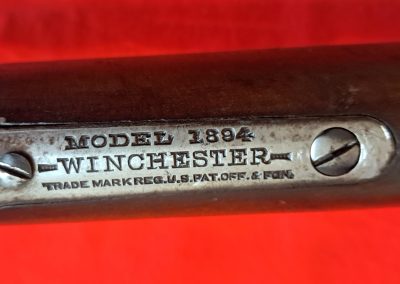 MODEL 1894
-WINCHESTER-
TRADE MARK REG. U.S. PAT. OFF. & FGN.